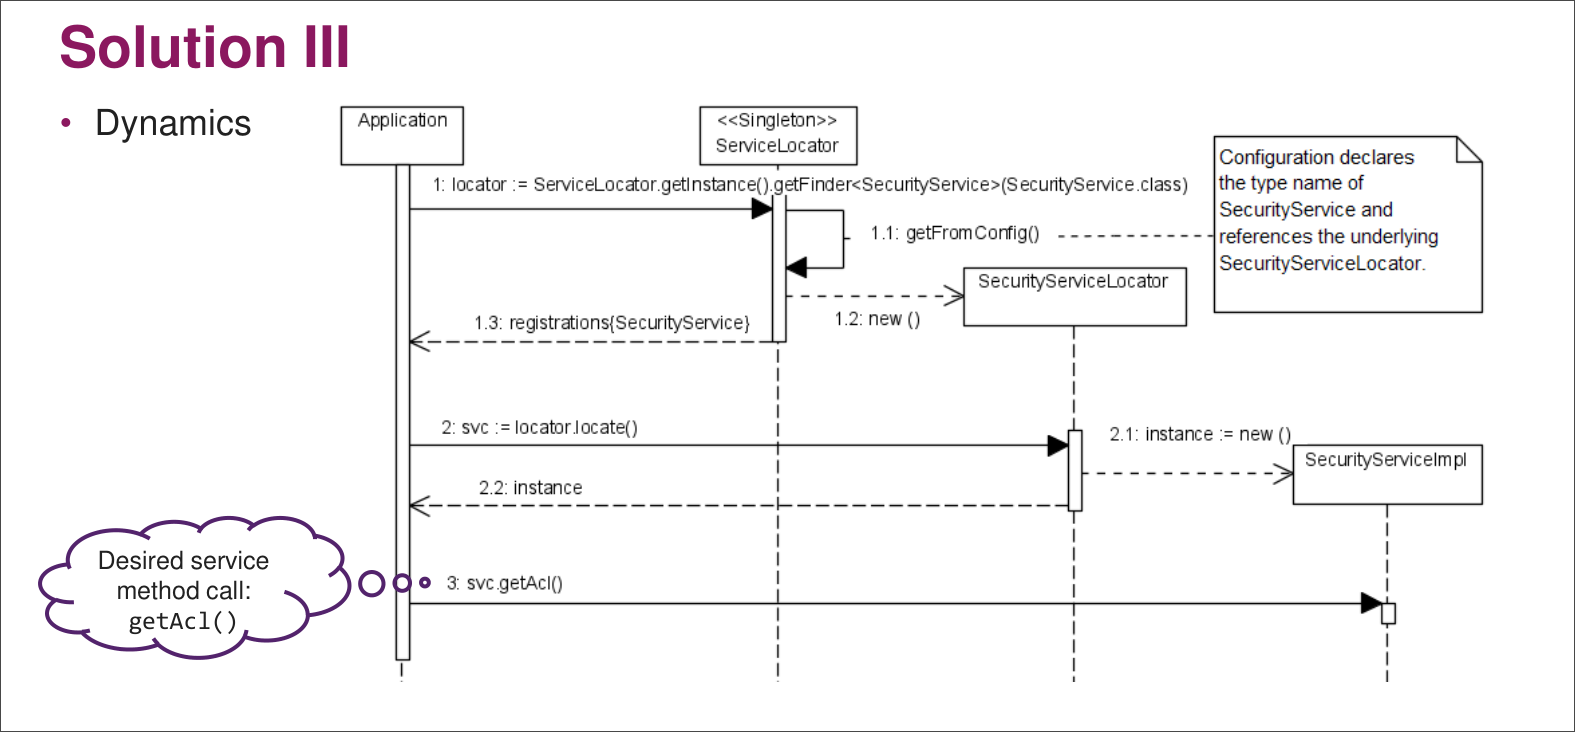 Solution III
• Dynamics
Application
<<Singleton>>
ServiceLocator
Configuration declares
the type name of
SecurityService and
references the underlying
SecurityServiceLocator.
1: locator := ServiceLocator.getInstance().getFinder<SecurityService>(SecurityService.class)
1.1: getFromConfig()
SecurityServiceLocator
1.2: new ()
1.3: registrations{SecurityService}
2: svc := locator.locate()
2.1: instance := new ()
SecurityServiceImpl
2.2: instance
Desired service
method call:
getAcl()
3: svc.getAcl()